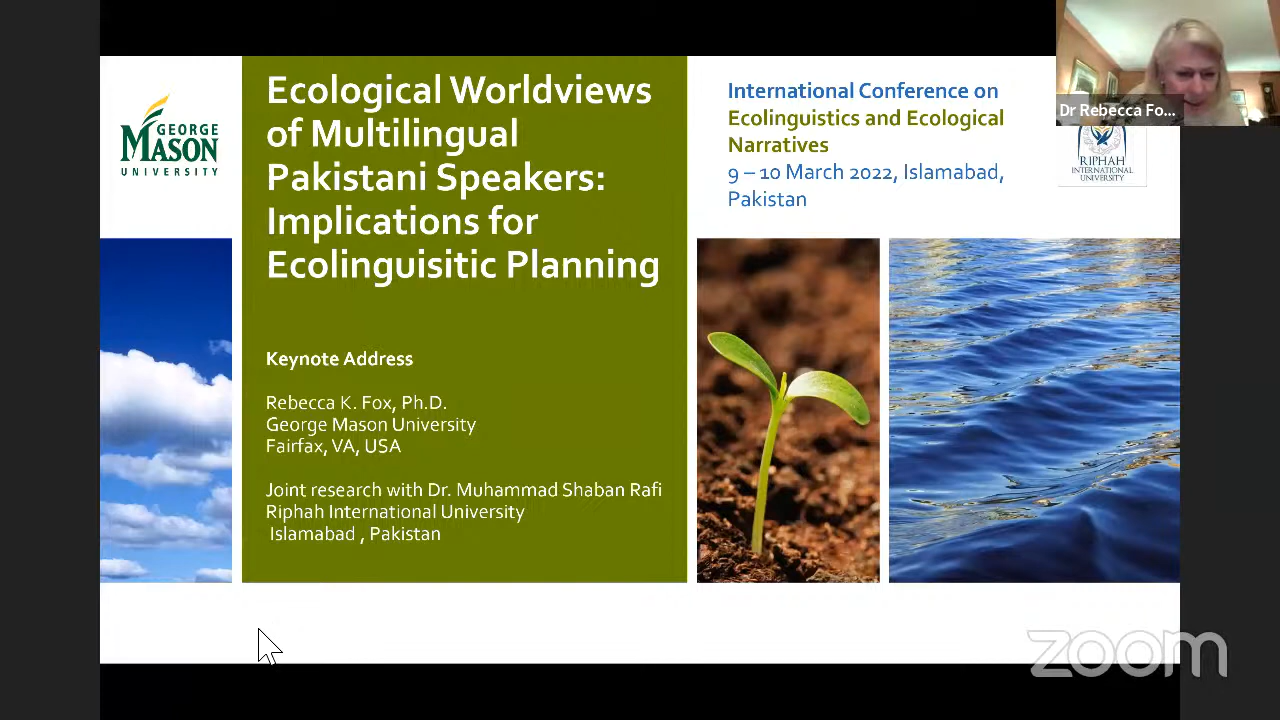 GEORGE
MASON
UNIVERSITY
Ecological Worldviews
of Multilingual
Pakistani Speakers:
Implications for
Ecolinguisitic Planning
Keynote Address
Rebecca K. Fox, Ph.D.
George Mason University
Fairfax, VA, USA
Joint research with Dr. Muhammad Shaban Rafi
Riphah International University
Islamabad , Pakistan
International Conference on
Ecolinguistics and Ecological
Narratives
9 – 10 March 2022, Islamabad,
Pakistan
Dr Rebecca Fo...
RIPHAH
INTERNATIONAL
UNIVERSITY
zoom